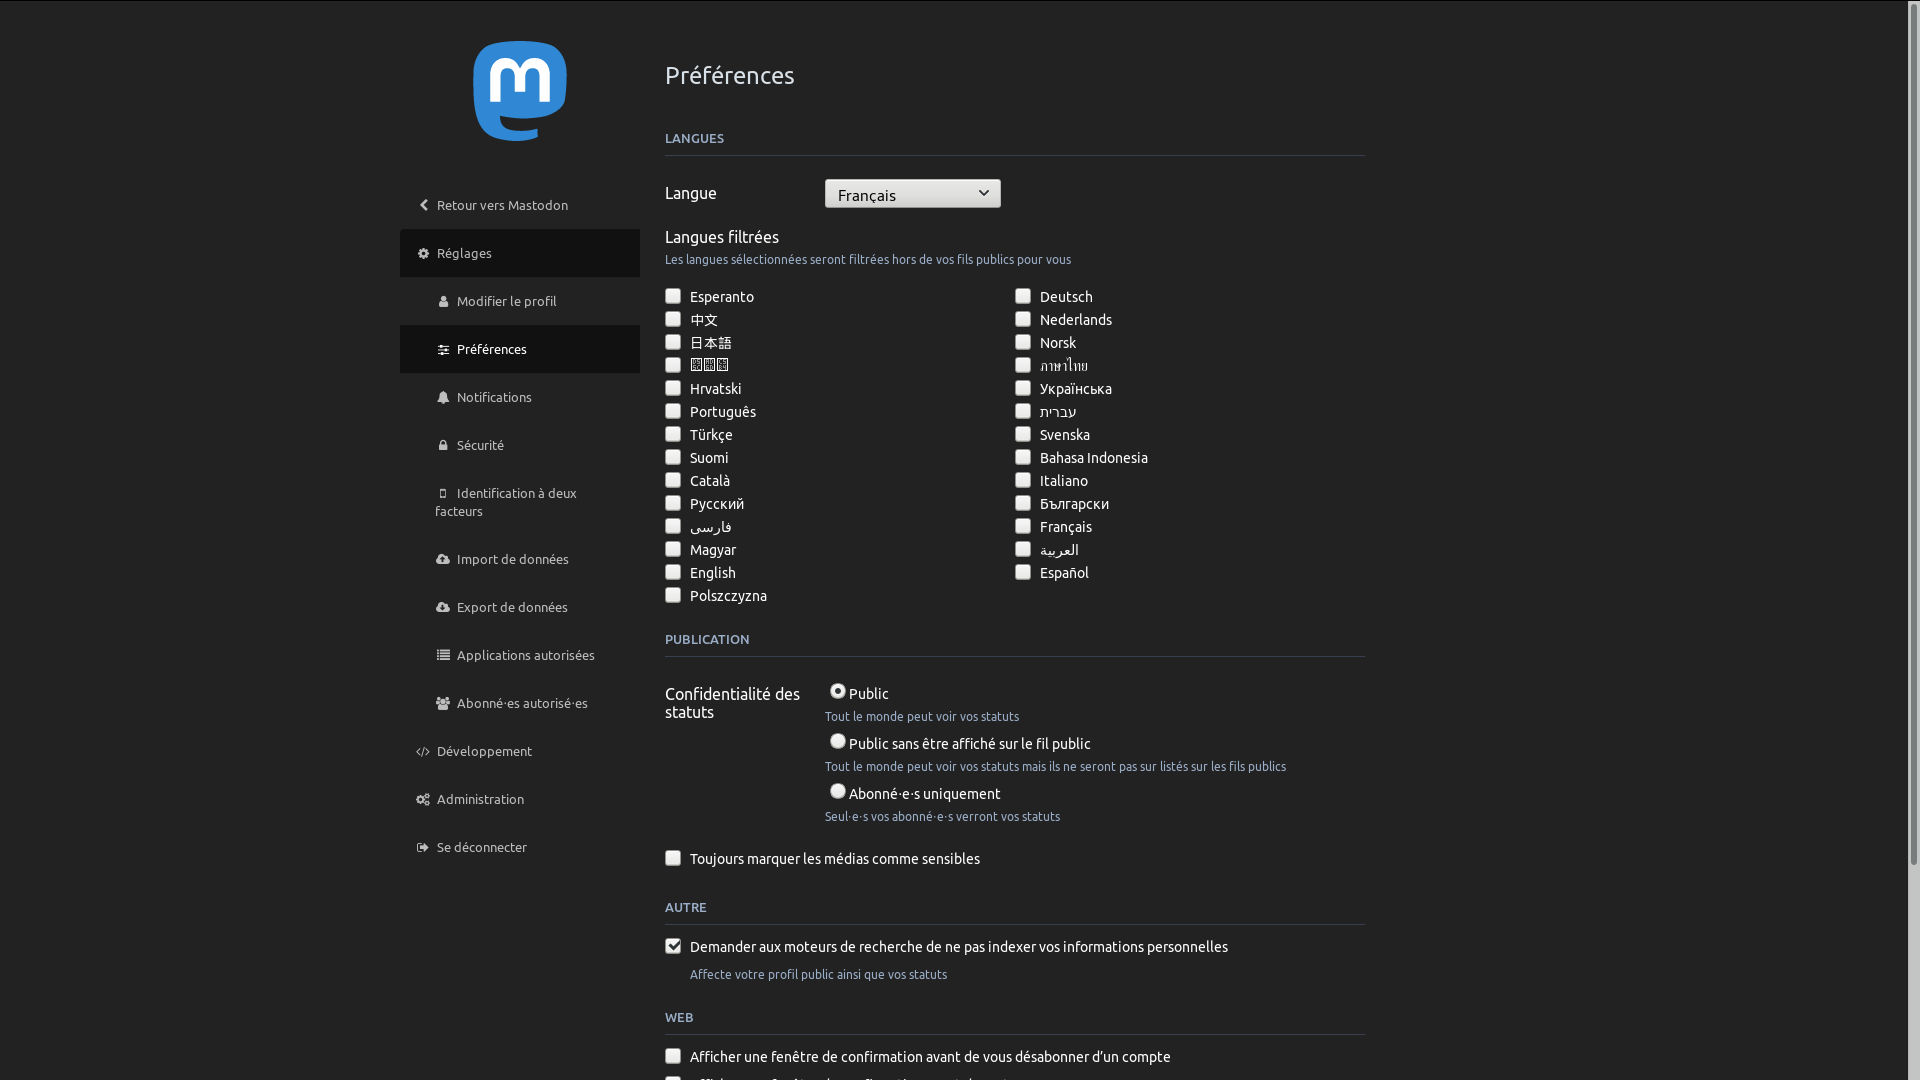 Préférences
LANGUES
Retour vers Mastodon
Langue
Français
Réglages
Langues filtrées
Les langues sélectionnées seront filtrées hors de vos fils publics pour vous
Modifier le profil
Préférences
Notifications
Sécurité
Identification à deux
facteurs
Import de données
Export de données
Applications autorisées
Abonné·es autorisé·es
Développement
Administration
Se déconnecter
Esperanto
中文
日本語
Hrvatski
Português
Türkçe
Suomi
Català
Русский
فارسی
Magyar
English
Polszczyzna
Deutsch
Nederlands
Norsk
ภาษาไทย
Українська
עברית
Svenska
Bahasa Indonesia
Italiano
Български
Français
العربية
Español
PUBLICATION
Confidentialité des
statuts
Public
Tout le monde peut voir vos statuts
Public sans être affiché sur le fil public
Tout le monde peut voir vos statuts mais ils ne seront pas sur listés sur les fils publics
Abonné·e·s uniquement
Seul·e·s vos abonné·e·s verront vos statuts
Toujours marquer les médias comme sensibles
AUTRE
Demander aux moteurs de recherche de ne pas indexer vos informations personnelles
Affecte votre profil public ainsi que vos statuts
WEB
Afficher une fenêtre de confirmation avant de vous désabonner d’un compte